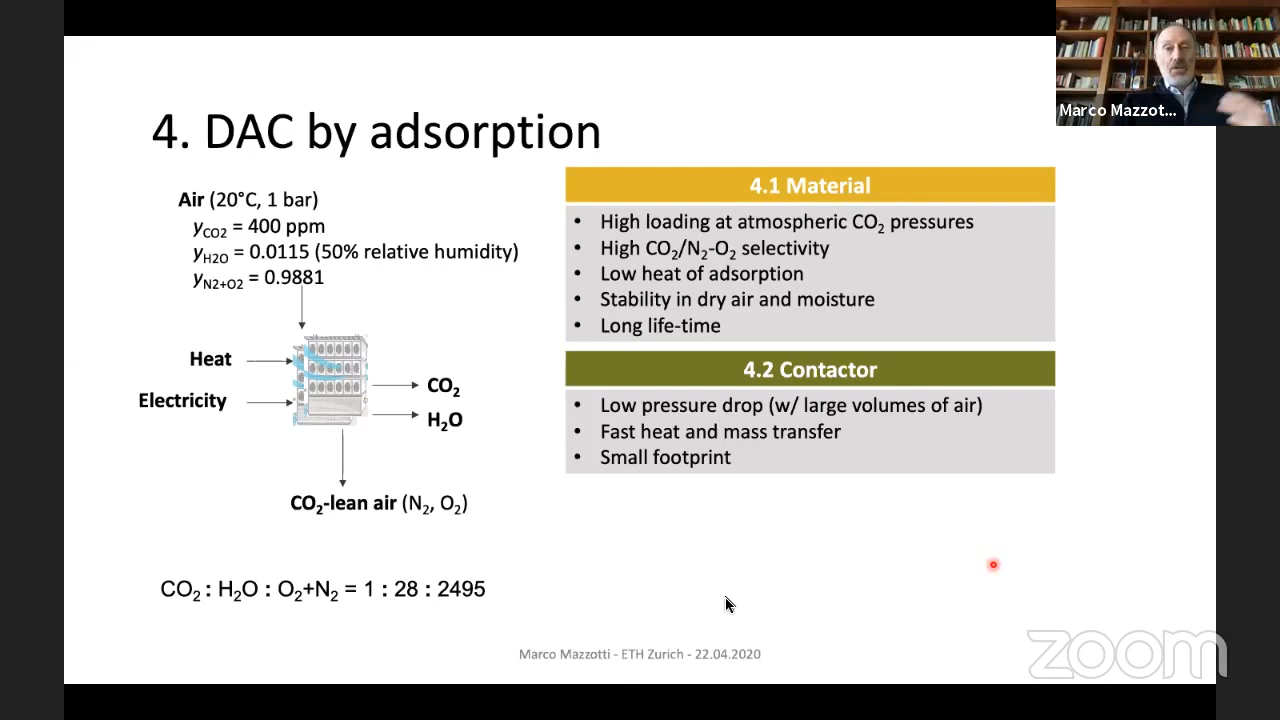 Marco Mazzot...
4. DAC by adsorption
Air (20°C, 1 bar)
yCO2 = 400 ppm
yH2O = 0.0115 (50% relative humidity)
yN2+O2 = 0.9881
Heat
Electricity
CO2
H2O
CO2-lean air (N2, O2)
CO2 : H2O : O2+N2 = 1 : 28 : 2495
4.1 Material
• High loading at atmospheric CO2 pressures
• High CO2/N2-O2 selectivity
• Low heat of adsorption
• Stability in dry air and moisture
• Long life-time
4.2 Contactor
• Low pressure drop (w/ large volumes of air)
• Fast heat and mass transfer
• Small footprint
Marco Mazzotti - ETH Zurich - 22.04.2020
zoom